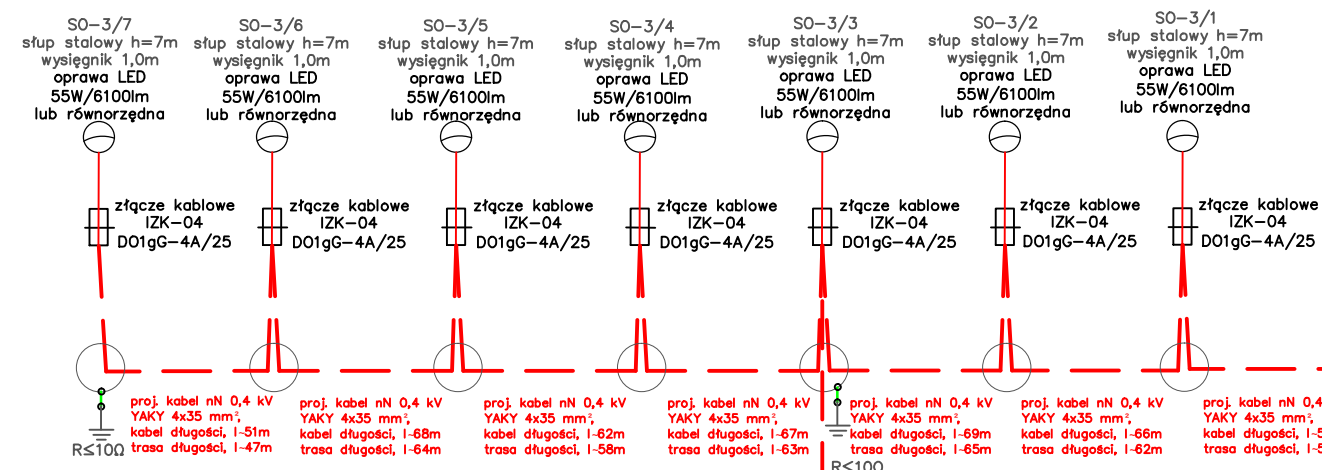 SO-3/7
słup stalowy h=7m
wysięgnik 1,0m
oprawa LED
55W/6100lm
lub równorzędna
SO-3/6
słup stalowy h=7m
wysięgnik 1,0m
oprawa LED
55W/6100lm
lub równorzędna
SO-3/5
słup stalowy h=7m
wysięgnik 1,0m
oprawa LED
55W/6100lm
lub równorzędna
SO-3/4
słup stalowy h=7m
wysięgnik 1,0m
oprawa LED
55W/6100lm
lub równorzędna
SO-3/3
słup stalowy h=7m
wysięgnik 1,0m
oprawa LED
55W/6100lm
lub równorzędna
SO-3/2
słup stalowy h=7m
wysięgnik 1,0m
oprawa LED
55W/6100lm
lub równorzędna
SO-3/1
słup stalowy h=7m
wysięgnik 1,0m
oprawa LED
55W/6100lm
lub równorzędna
złącze kablowe
IZK-04
DO1gG-4A/25
złącze kablowe
IZK-04
DO1gG-4A/25
złącze kablowe
IZK-04
DO1gG-4A/25
złącze kablowe
IZK-04
DO1gG-4A/25
złącze kablowe
IZK-04
DO1gG-4A/25
złącze kablowe
IZK-04
DO1gG-4A/25
złącze kablowe
IZK-04
DO1gG-4A/25
R≤10Ω
proj. kabel nN 0,4 kV
YAKY 4x35 mm²,
kabel długości, l~51m
trasa długości, l~47m
proj. kabel nN 0,4 kV
YAKY 4x35 mm²,
kabel długości, l~68m
trasa długości, l~64m
proj. kabel nN 0,4 kV
YAKY 4x35 mm²,
kabel długości, l~62m
trasa długości, l~58m
proj. kabel nN 0,4 kV
YAKY 4x35 mm²,
kabel długości, l~67m
trasa długości, l~63m
R≤10Ω
proj. kabel nN 0,4 kV
YAKY 4x35 mm²,
kabel długości, l~69m
trasa długości, l~65m
proj. kabel nN 0,4 kV
YAKY 4x35 mm²,
kabel długości, l~66m
trasa długości, l~62m
proj. kabel nN 0,4
YAKY 4x35 mm²,
kabel długości, l~5
trasa długości, l~